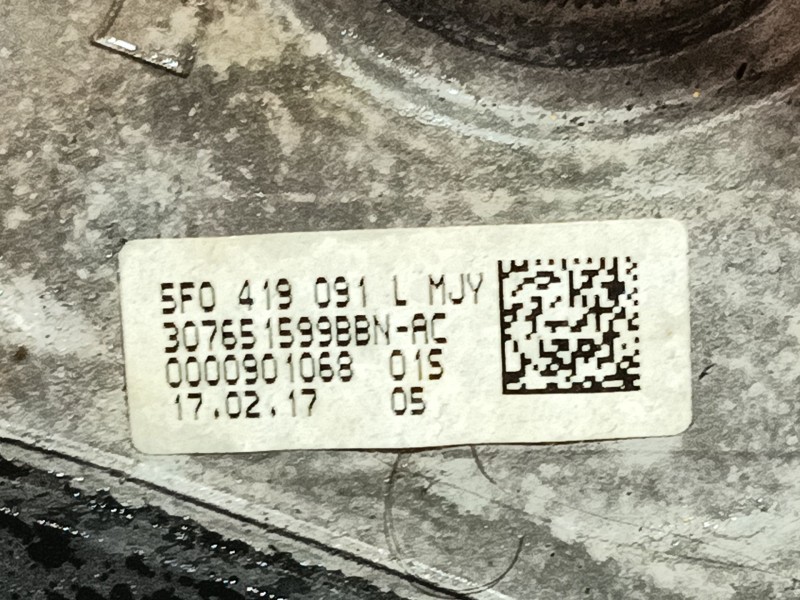 5F0 419 091 L MJY
307651599BBN-AC
0000901068 01S
17.02.17 05